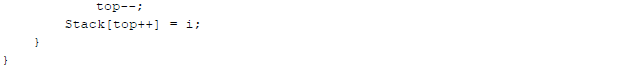 top--;
Stack[top++] = i;
}
}